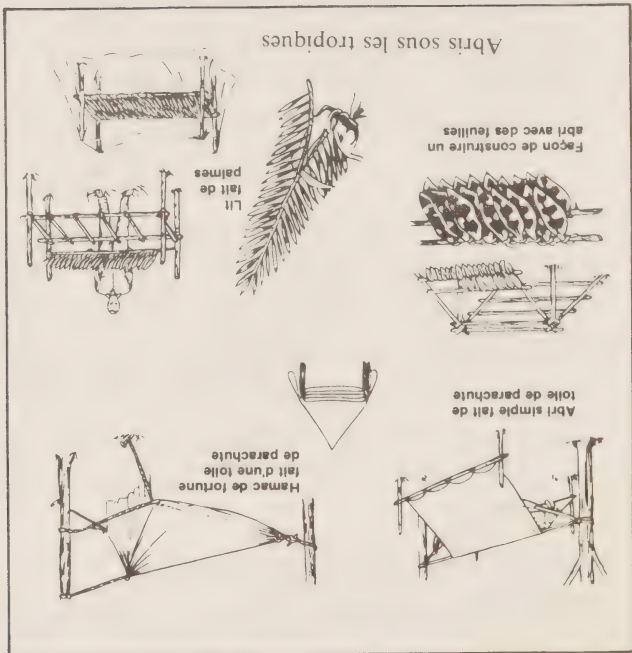 Hamac de fortune
fait d'une toile
de parachute
Abri simple fait de
toile de parachute
Lit
fait de
palmes
Façon de construire un
abri avec des feuilles
Abris sous les tropiques